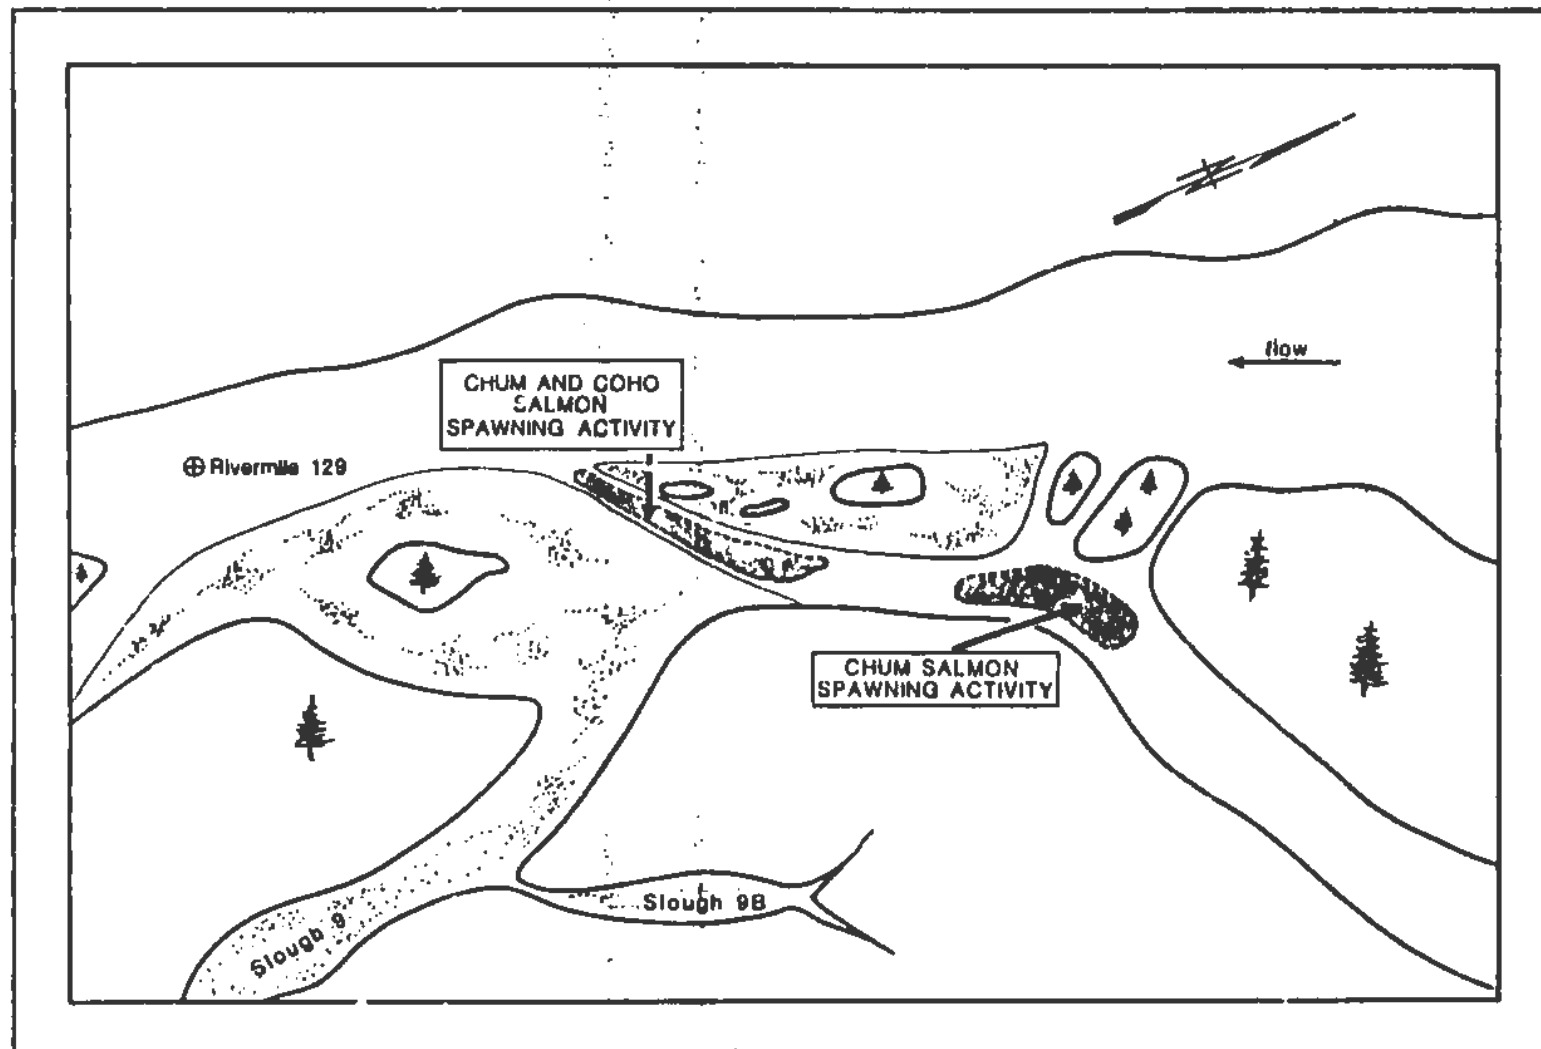 flow
CHUM AND COHO
SALMON
SPAWNING ACTIVITY
Rivermile 129
CHUM SALMON
SPAWNING ACTIVITY
Slough 9B
Slough 9